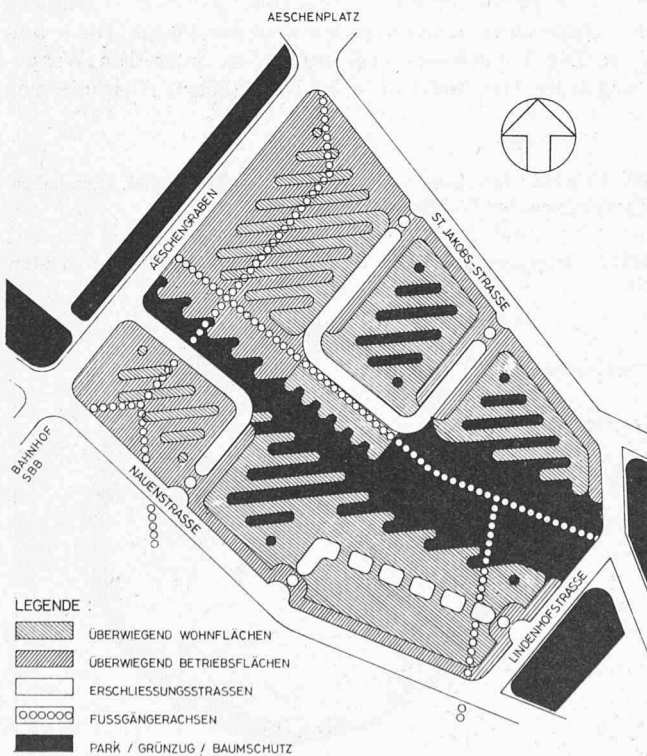 AESCHENPLATZ
AESCHENGRABEN
ST. JAKOBS-STRASSE
BAHNHOF
SBB
NAUENSTRASSE
LINDENHOFSTRASSE
LEGENDE :
ÜBERWIEGEND WOHNFLÄCHEN
ÜBERWIEGEND BETRIEBSFLÄCHEN
ERSCHLIESSUNGSSTRASSEN
FUSSGÄNGERACHSEN
PARK / GRÜNZUG / BAUMSCHUTZ